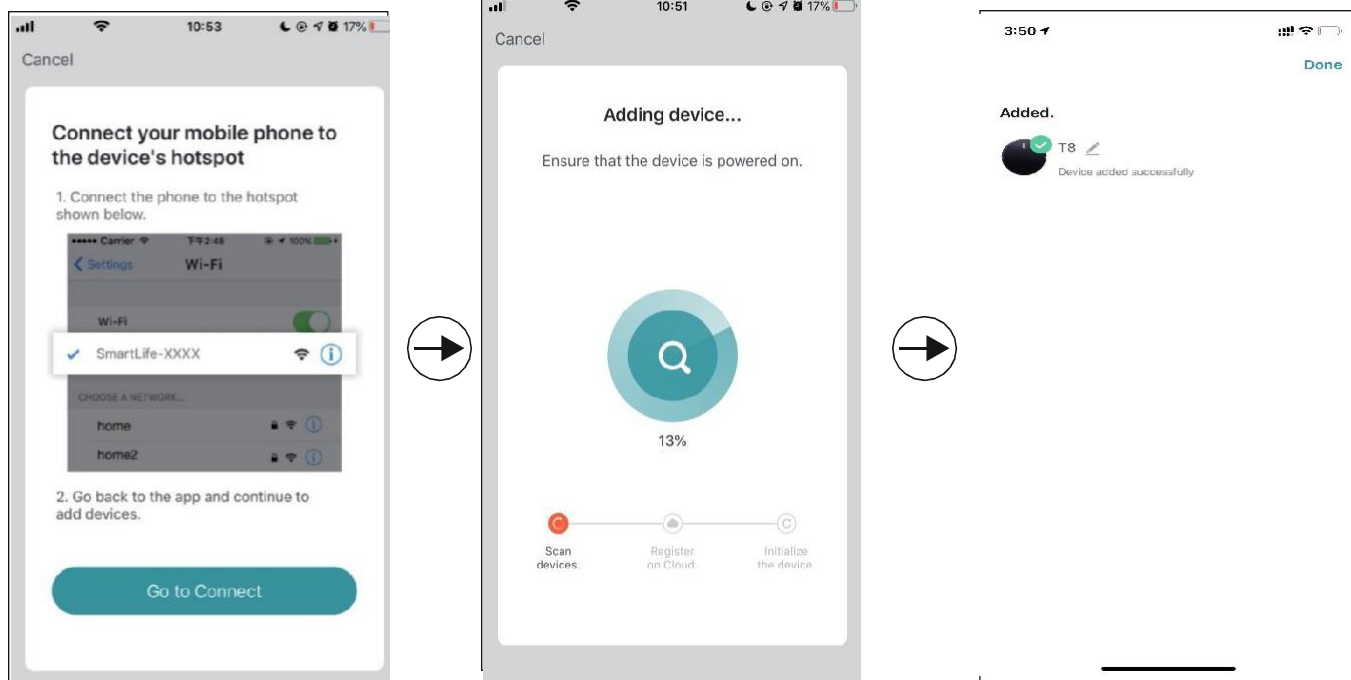 10:53
17%
Cancel
Connect your mobile phone to
the device's hotspot
1. Connect the phone to the hotspot
shown below.
Carrier
下午2:48
100%
Settings
Wi-Fi
Wi-Fi
SmartLife-XXXX
CHOOSE A NETWORK...
home
home2
2. Go back to the app and continue to
add devices.
Go to Connect
10:51
17%
Cancel
Adding device...
Ensure that the device is powered on.
13%
Scan
devices.
Register
on Cloud.
Initialize
the device.
3:50
Done
Added.
T8
Device added successfully